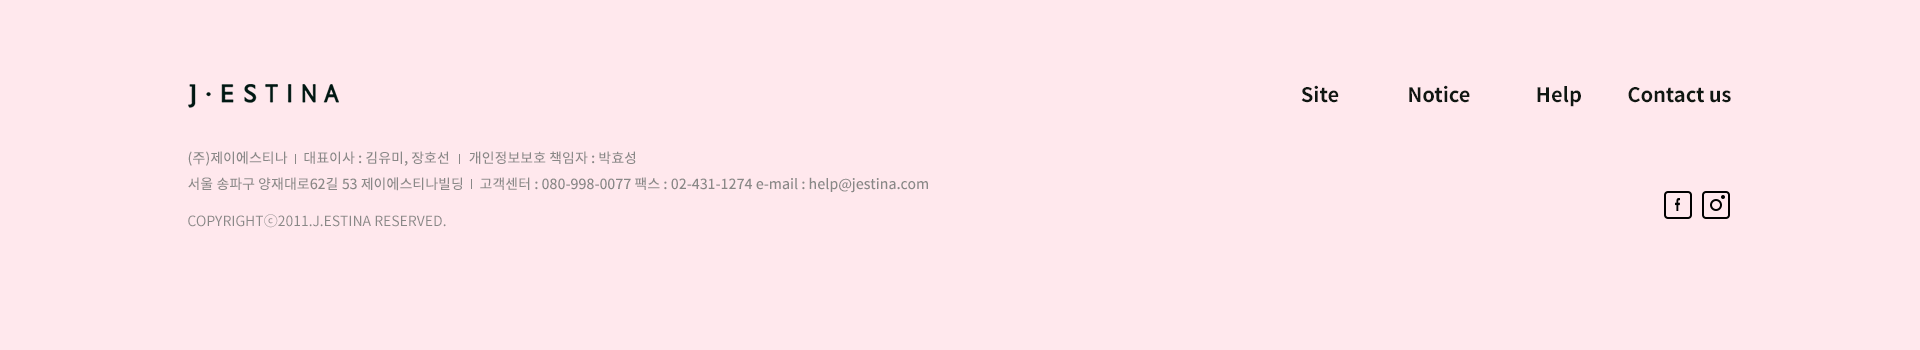 J·ESTINA
Site Notice Help Contact us
(주)제이에스티나 ㅣ 대표이사 : 김유미, 장호선 ㅣ 개인정보보호 책임자 : 박효성
서울 송파구 양재대로62길 53 제이에스티나빌딩 ㅣ 고객센터 : 080-998-0077 팩스 : 02-431-1274 e-mail : help@jestina.com
COPYRIGHTⓒ2011.J.ESTINA RESERVED.